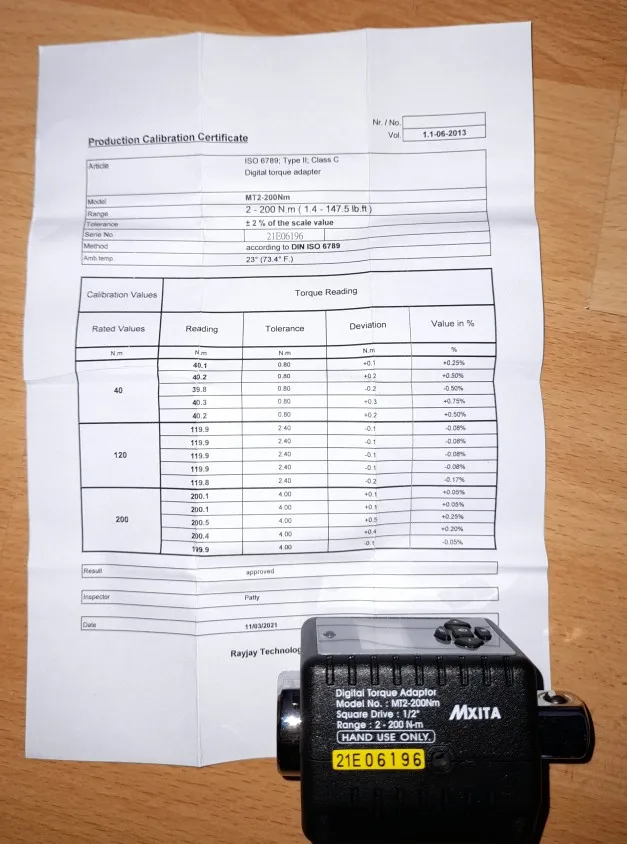 Nr. / No.
Production Calibration Certificate
Vol. 1.1-06-2013
Article ISO 6789; Type II; Class C
Digital torque adapter
Model MT2-200Nm
Range 2 - 200 N.m ( 1.4 - 147.5 lb.ft )
Tolerance ± 2 % of the scale value
Serie No. 21E06196
Method according to DIN ISO 6789
Amb.temp. 23° (73.4° F.)
Calibration Values Torque Reading
Rated Values Reading Tolerance Deviation Value in %
N.m N.m N.m N.m %
40.1 0.80 +0.1 +0.25%
40.2 0.80 +0.2 +0.50%
40 39.8 0.80 -0.2 -0.50%
40.3 0.80 +0.3 +0.75%
40.2 0.80 +0.2 +0.50%
119.9 2.40 -0.1 -0.08%
119.9 2.40 -0.1 -0.08%
120 119.9 2.40 -0.1 -0.08%
119.9 2.40 -0.1 -0.08%
119.8 2.40 -0.2 -0.17%
200.1 4.00 +0.1 +0.05%
200.1 4.00 +0.1 +0.05%
200 200.5 4.00 +0.5 +0.25%
200.4 4.00 +0.4 +0.20%
199.9 4.00 -0.1 -0.05%
Result approved
Inspector Patty
Date 11/03/2021
Rayjay Technolog
Digital Torque Adaptor
Model No. : MT2-200Nm
Square Drive : 1/2"
Range : 2 - 200 N-m
HAND USE ONLY.
MXITA
21E06196